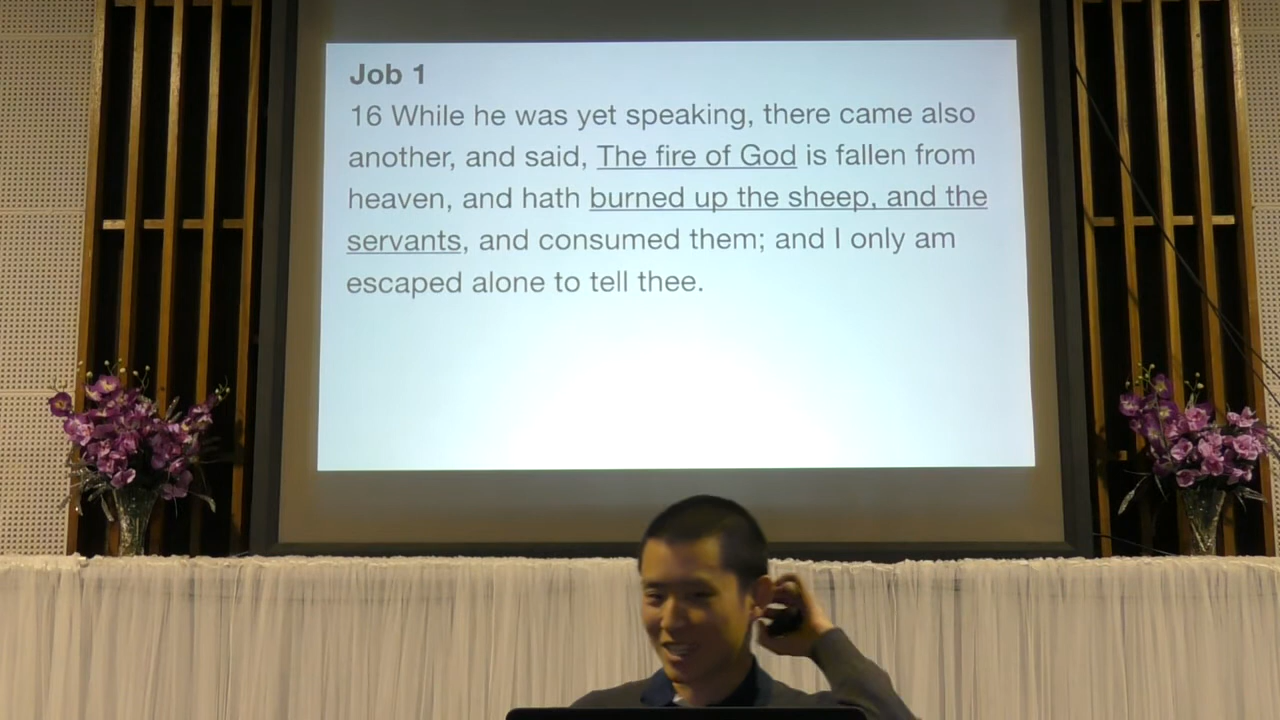 Job 1
16 While he was yet speaking, there came also
another, and said, The fire of God is fallen from
heaven, and hath burned up the sheep, and the
servants, and consumed them; and I only am
escaped alone to tell thee.